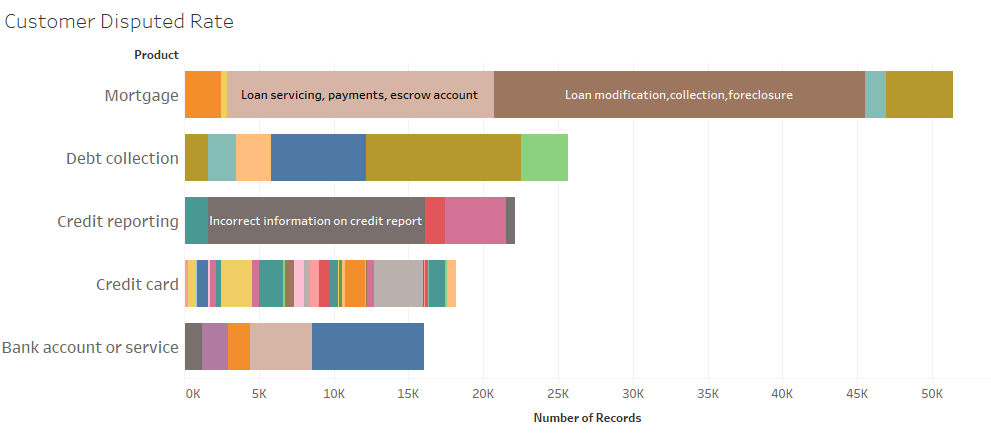 Customer Disputed Rate
Product
Mortgage
Loan servicing, payments, escrow account
Loan modification,collection,foreclosure
Debt collection
Credit reporting
Incorrect information on credit report
Credit card
Bank account or service
0K 5K 10K 15K 20K 25K 30K 35K 40K 45K 50K
Number of Records